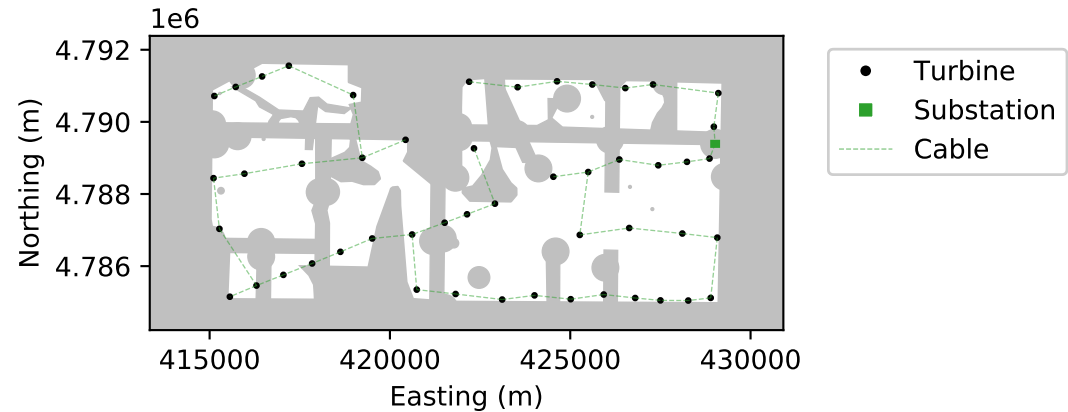 1e6
4.792
4.790
4.788
4.786
Northing (m)
415000 420000 425000 430000
Easting (m)
Turbine
Substation
Cable